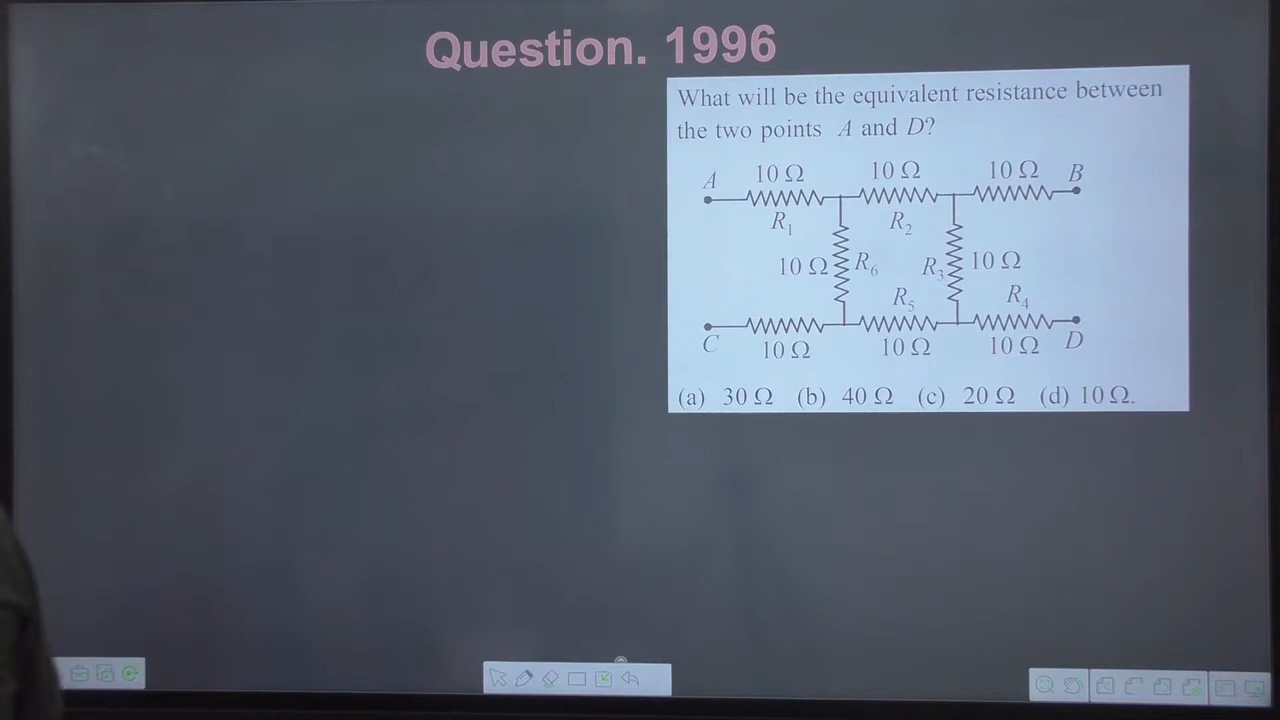 Question. 1996
What will be the equivalent resistance between
the two points A and D?
A 10 Ω 10 Ω 10 Ω B
R₁ R₂
10 Ω R₆ R₃ 10 Ω
R₅ R₄
C 10 Ω 10 Ω 10 Ω D
(a) 30 Ω (b) 40 Ω (c) 20 Ω (d) 10 Ω.